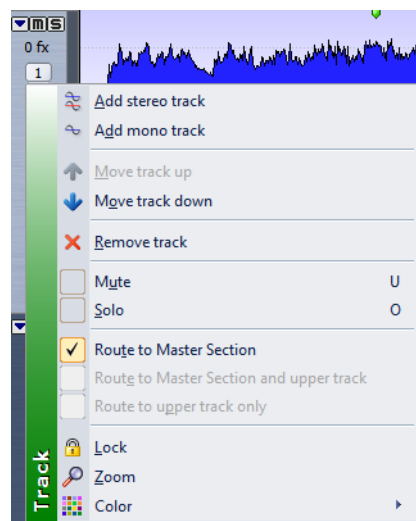 m s
0 fx
1
Add stereo track
Add mono track
Move track up
Move track down
Remove track
Mute U
Solo O
Route to Master Section
Route to Master Section and upper track
Route to upper track only
Lock
Zoom
Color
Track